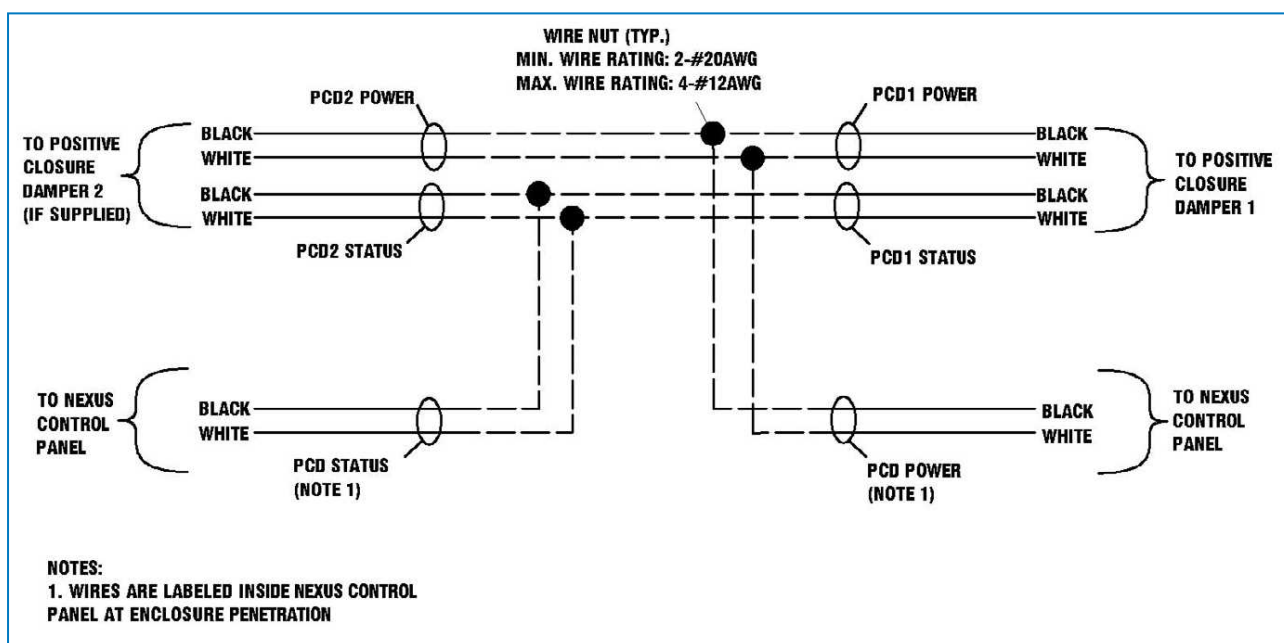 WIRE NUT (TYP.)
MIN. WIRE RATING: 2-#20AWG
MAX. WIRE RATING: 4-#12AWG
PCD2 POWER
PCD1 POWER
TO POSITIVE
CLOSURE
DAMPER 2
(IF SUPPLIED)
BLACK
WHITE
BLACK
WHITE
BLACK
WHITE
BLACK
WHITE
TO POSITIVE
CLOSURE
DAMPER 1
PCD2 STATUS
PCD1 STATUS
TO NEXUS
CONTROL
PANEL
BLACK
WHITE
BLACK
WHITE
TO NEXUS
CONTROL
PANEL
PCD STATUS
(NOTE 1)
PCD POWER
(NOTE 1)
NOTES:
1. WIRES ARE LABELED INSIDE NEXUS CONTROL
PANEL AT ENCLOSURE PENETRATION